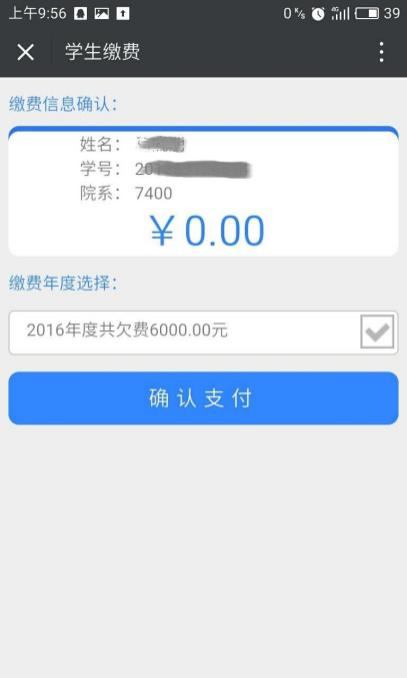 上午9:56
0 K/s
4G
39
学生缴费
缴费信息确认：
姓名：
学号：20
院系：7400
￥0.00
缴费年度选择：
2016年度共欠费6000.00元
确认支付